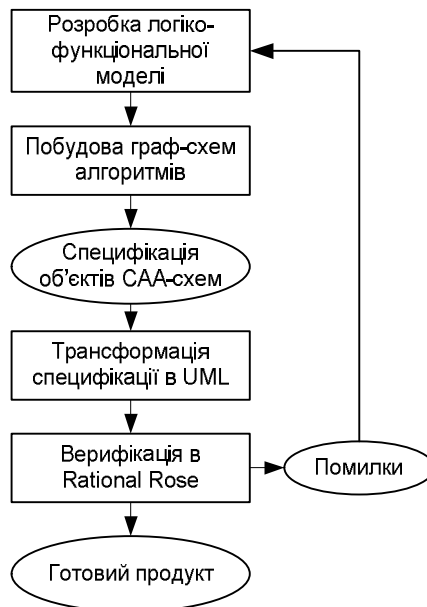 Розробка логіко-
функціональної
моделі
Побудова граф-схем
алгоритмів
Специфікація
об'єктів САА-схем
Трансформація
специфікації в UML
Верифікація в
Rational Rose
Помилки
Готовий продукт